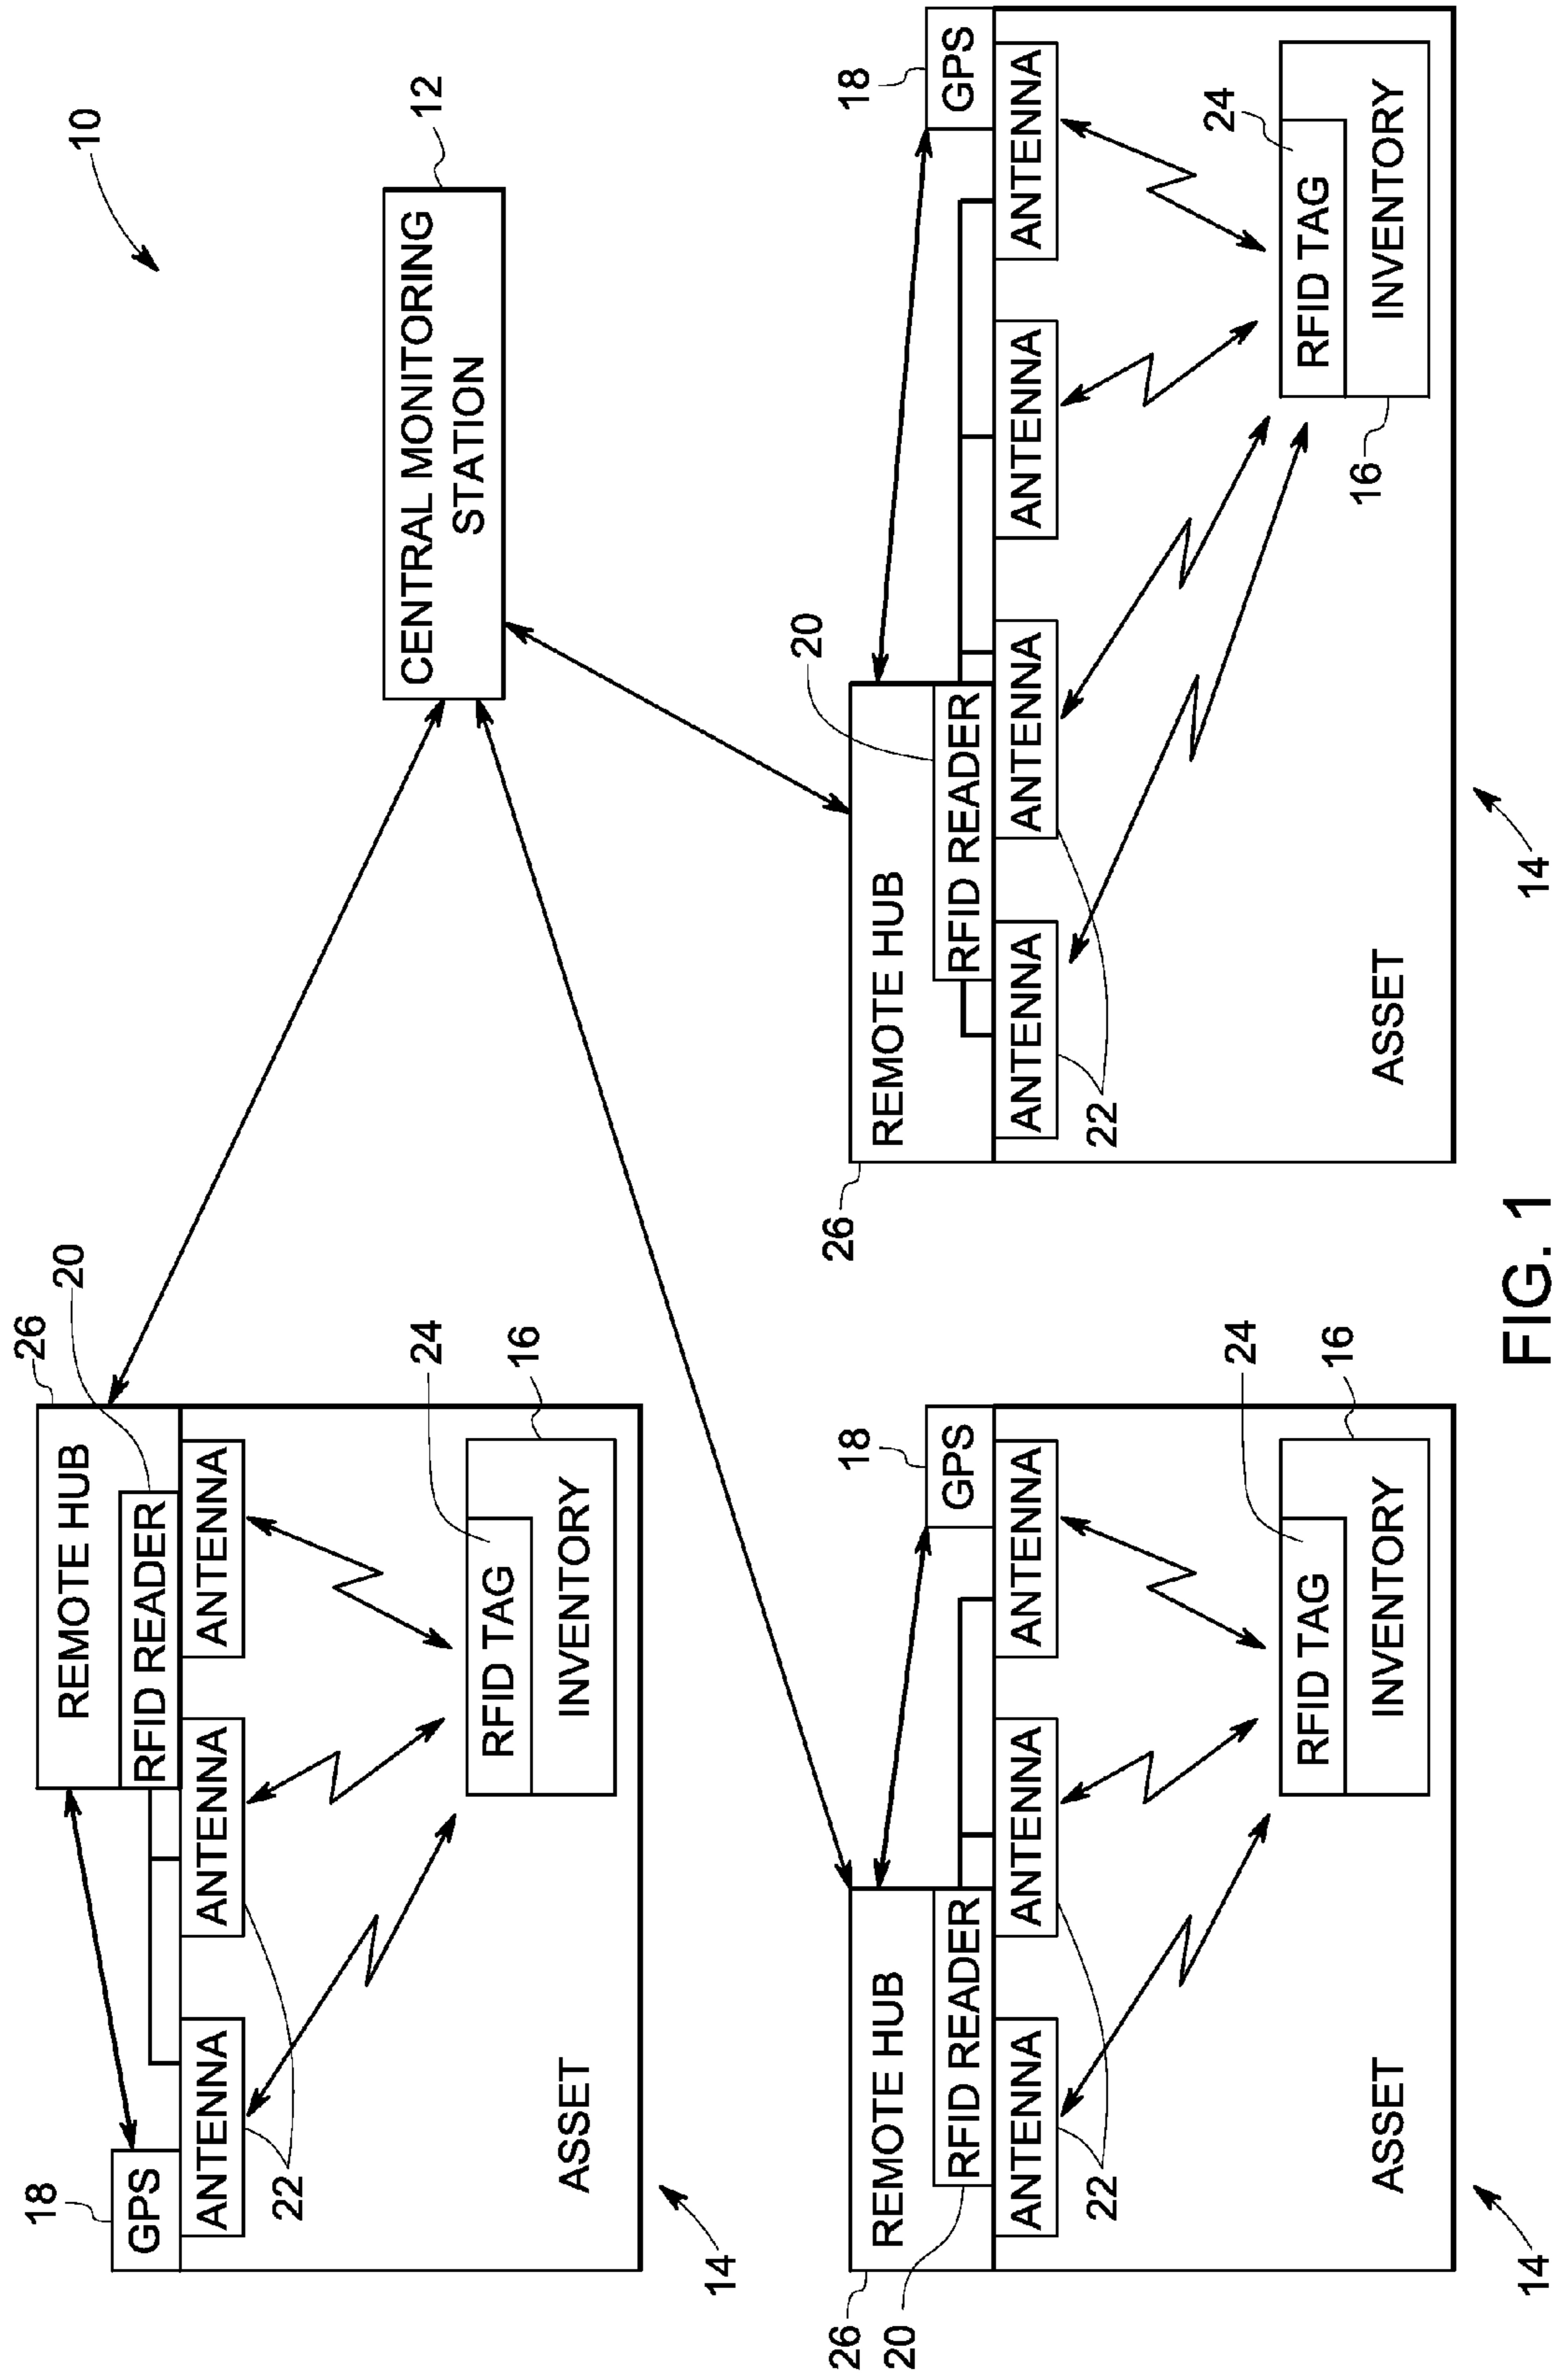 26
18
20
REMOTE HUB
GPS
RFID READER
ANTENNA
ANTENNA
ANTENNA
22
24
RFID TAG
16
INVENTORY
ASSET
14
10
12
CENTRAL MONITORING
STATION
26
20
REMOTE HUB
RFID READER
18
GPS
ANTENNA
ANTENNA
ANTENNA
22
24
RFID TAG
16
INVENTORY
ASSET
14
26
20
REMOTE HUB
RFID READER
18
GPS
ANTENNA
ANTENNA
ANTENNA
ANTENNA
22
24
RFID TAG
16
INVENTORY
ASSET
14
FIG. 1